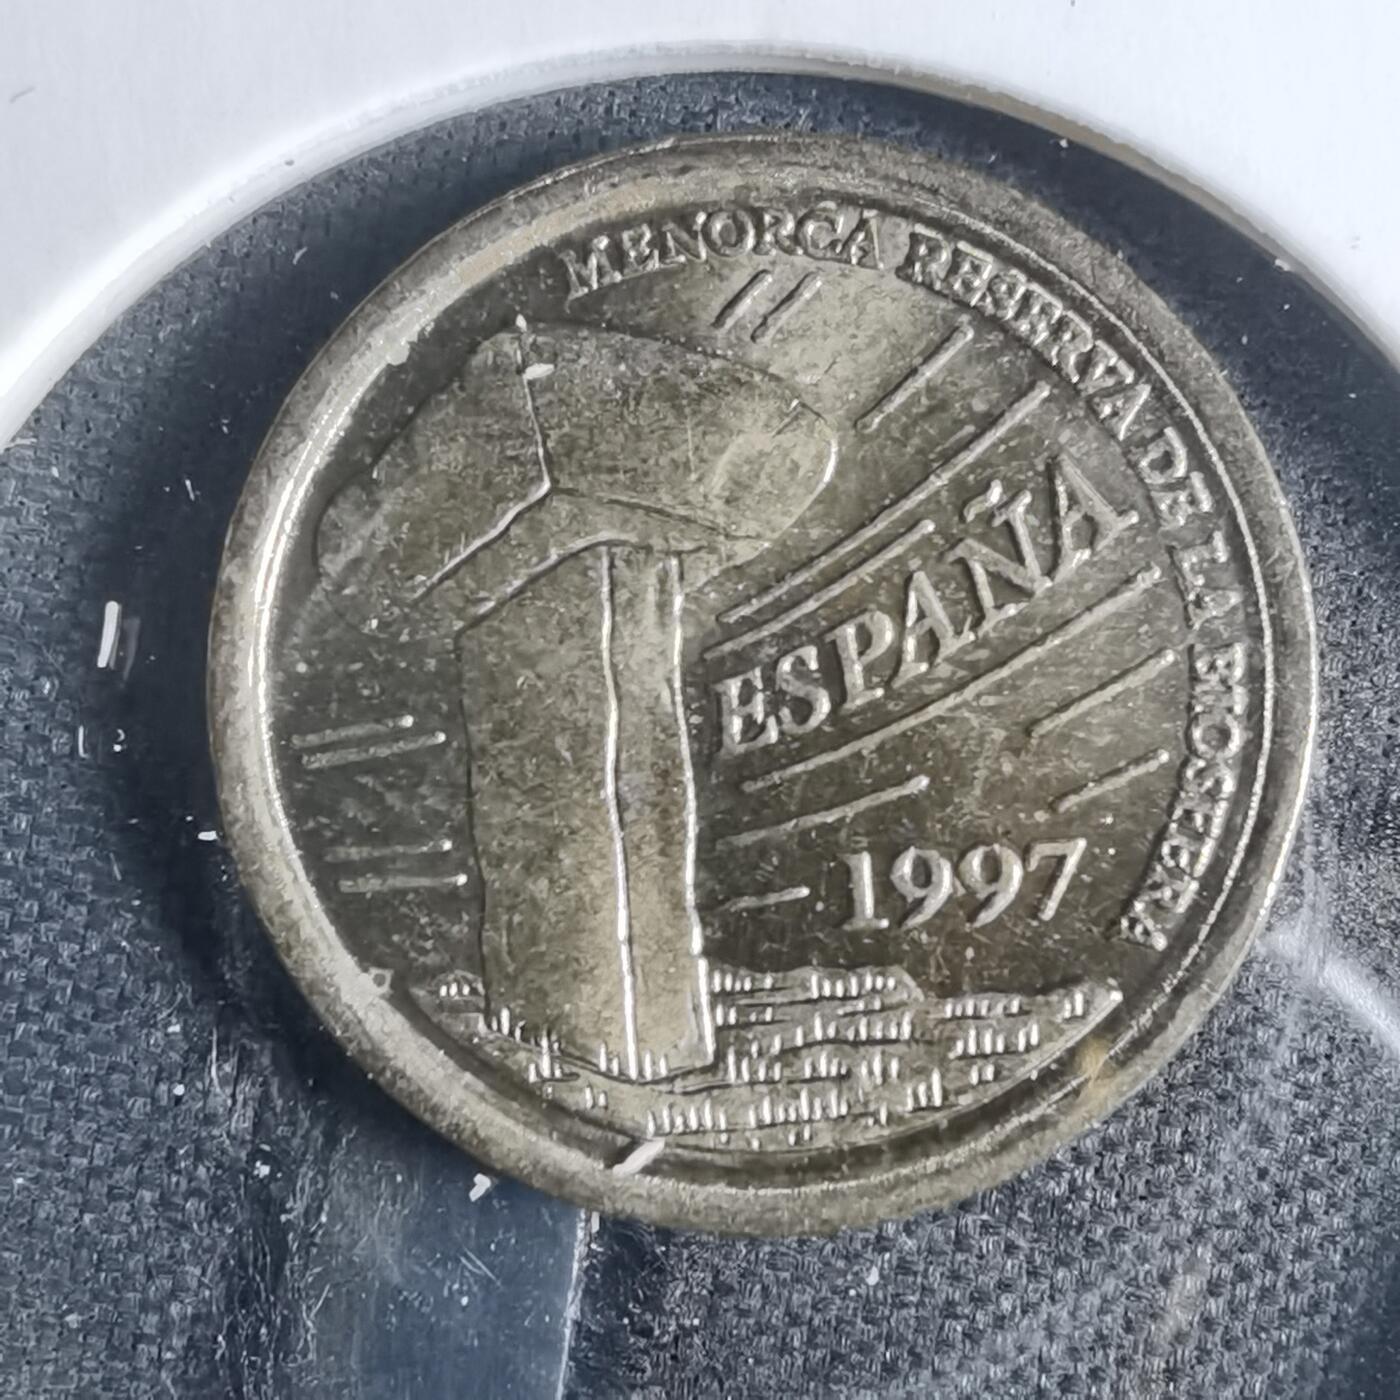 MENORCA RESERVA DE LA BIOSFERA
ESPAÑA
1997